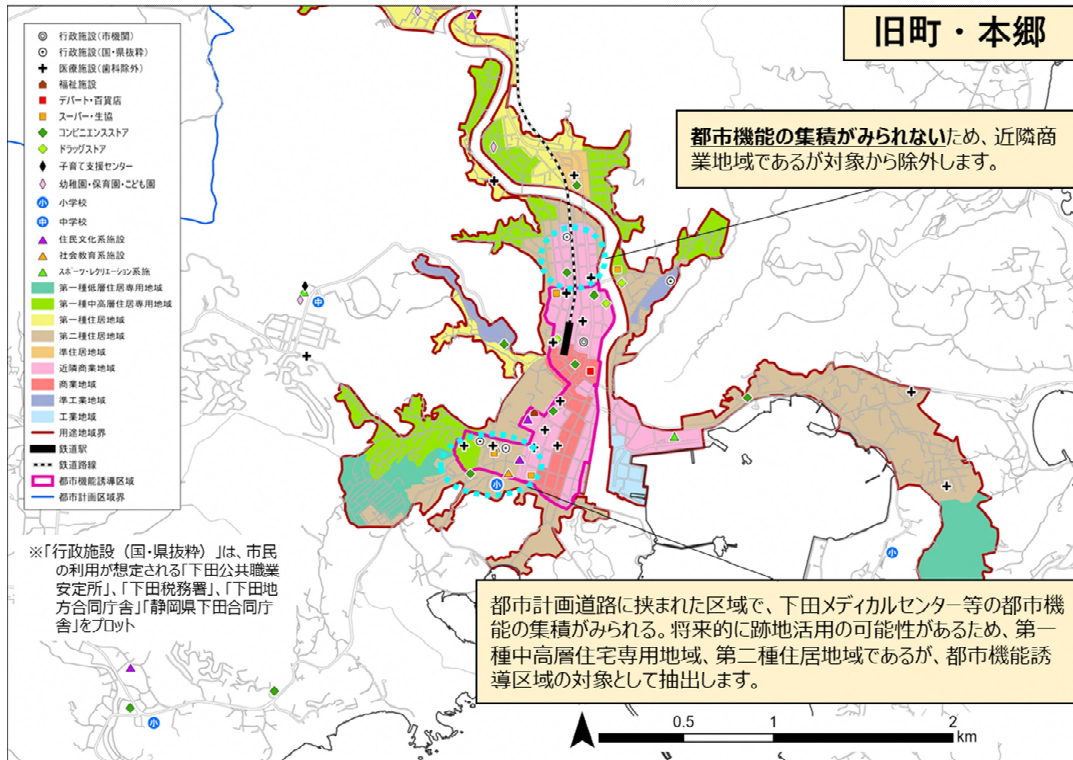 旧町・本郷
行政施設(市機関)
行政施設(国・県抜粋)
医療施設(歯科除外)
福祉施設
デパート・百貨店
スーパー・生協
コンビニエンスストア
ドラッグストア
子育て支援センター
幼稚園・保育園・こども園
小 小学校
中 中学校
住民文化系施設
社会教育系施設
スポーツ・レクリエーション系施
第一種低層住居専用地域
第一種中高層住居専用地域
第一種住居地域
第二種住居地域
準住居地域
近隣商業地域
商業地域
準工業地域
工業地域
用途地域界
鉄道駅
鉄道路線
都市機能誘導区域
都市計画区域界
都市機能の集積がみられないため、近隣商
業地域であるが対象から除外します。
中
小
小
小
※「行政施設（国・県抜粋）」は、市民
の利用が想定される「下田公共職業
安定所」、「下田税務署」、「下田地
方合同庁舎」「静岡県下田合同庁
舎」をプロット
都市計画道路に挟まれた区域で、下田メディカルセンター等の都市機
能の集積がみられる。将来的に跡地活用の可能性があるため、第一
種中高層住宅専用地域、第二種住居地域であるが、都市機能誘
導区域の対象として抽出します。
0.5 1 2
km